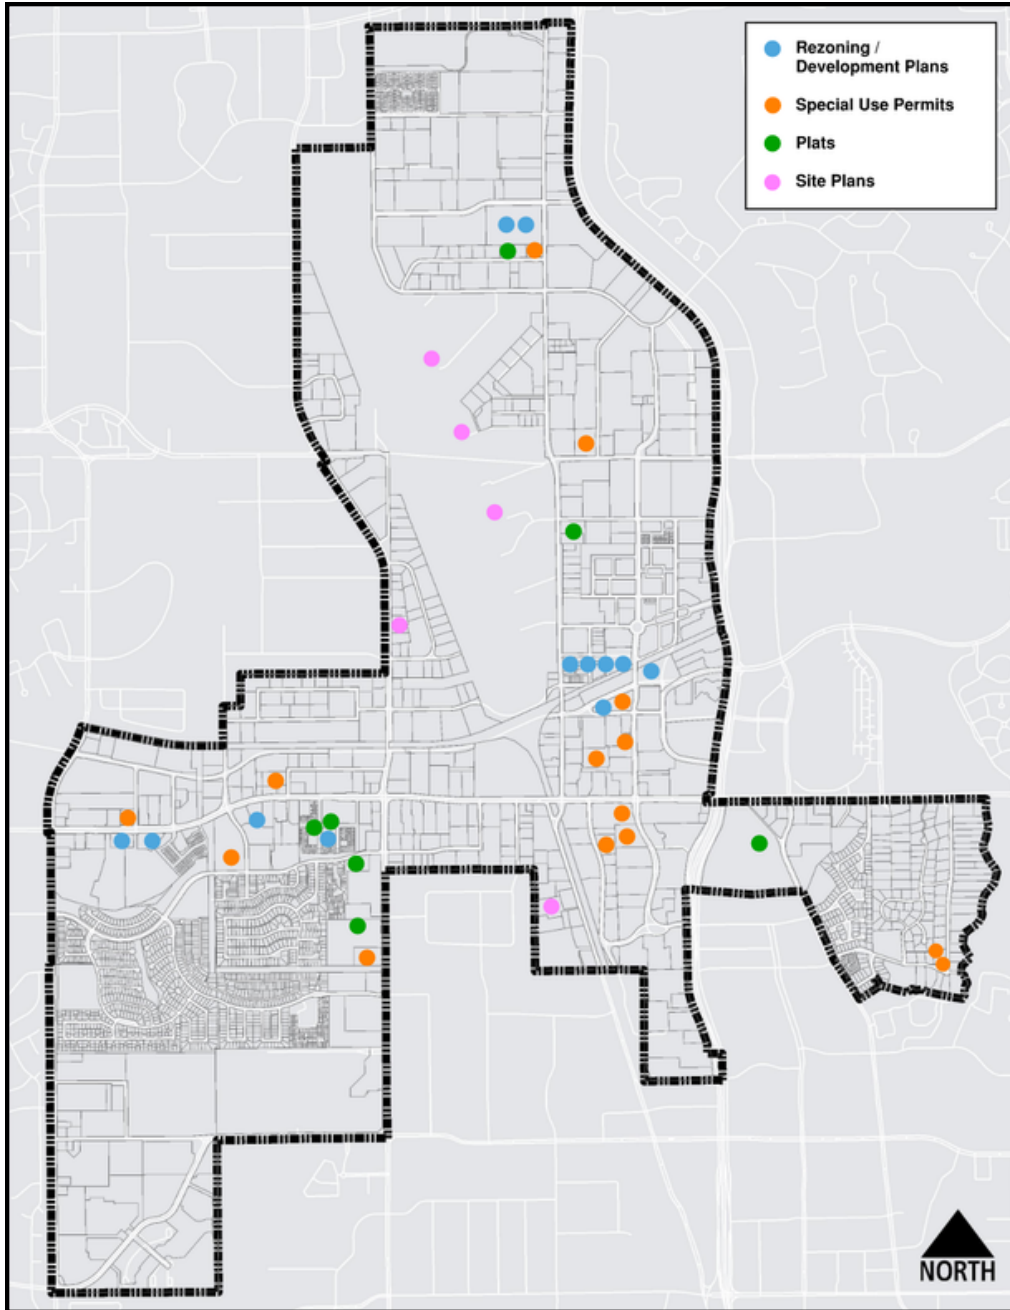 Rezoning /
Development Plans
Special Use Permits
Plats
Site Plans
NORTH